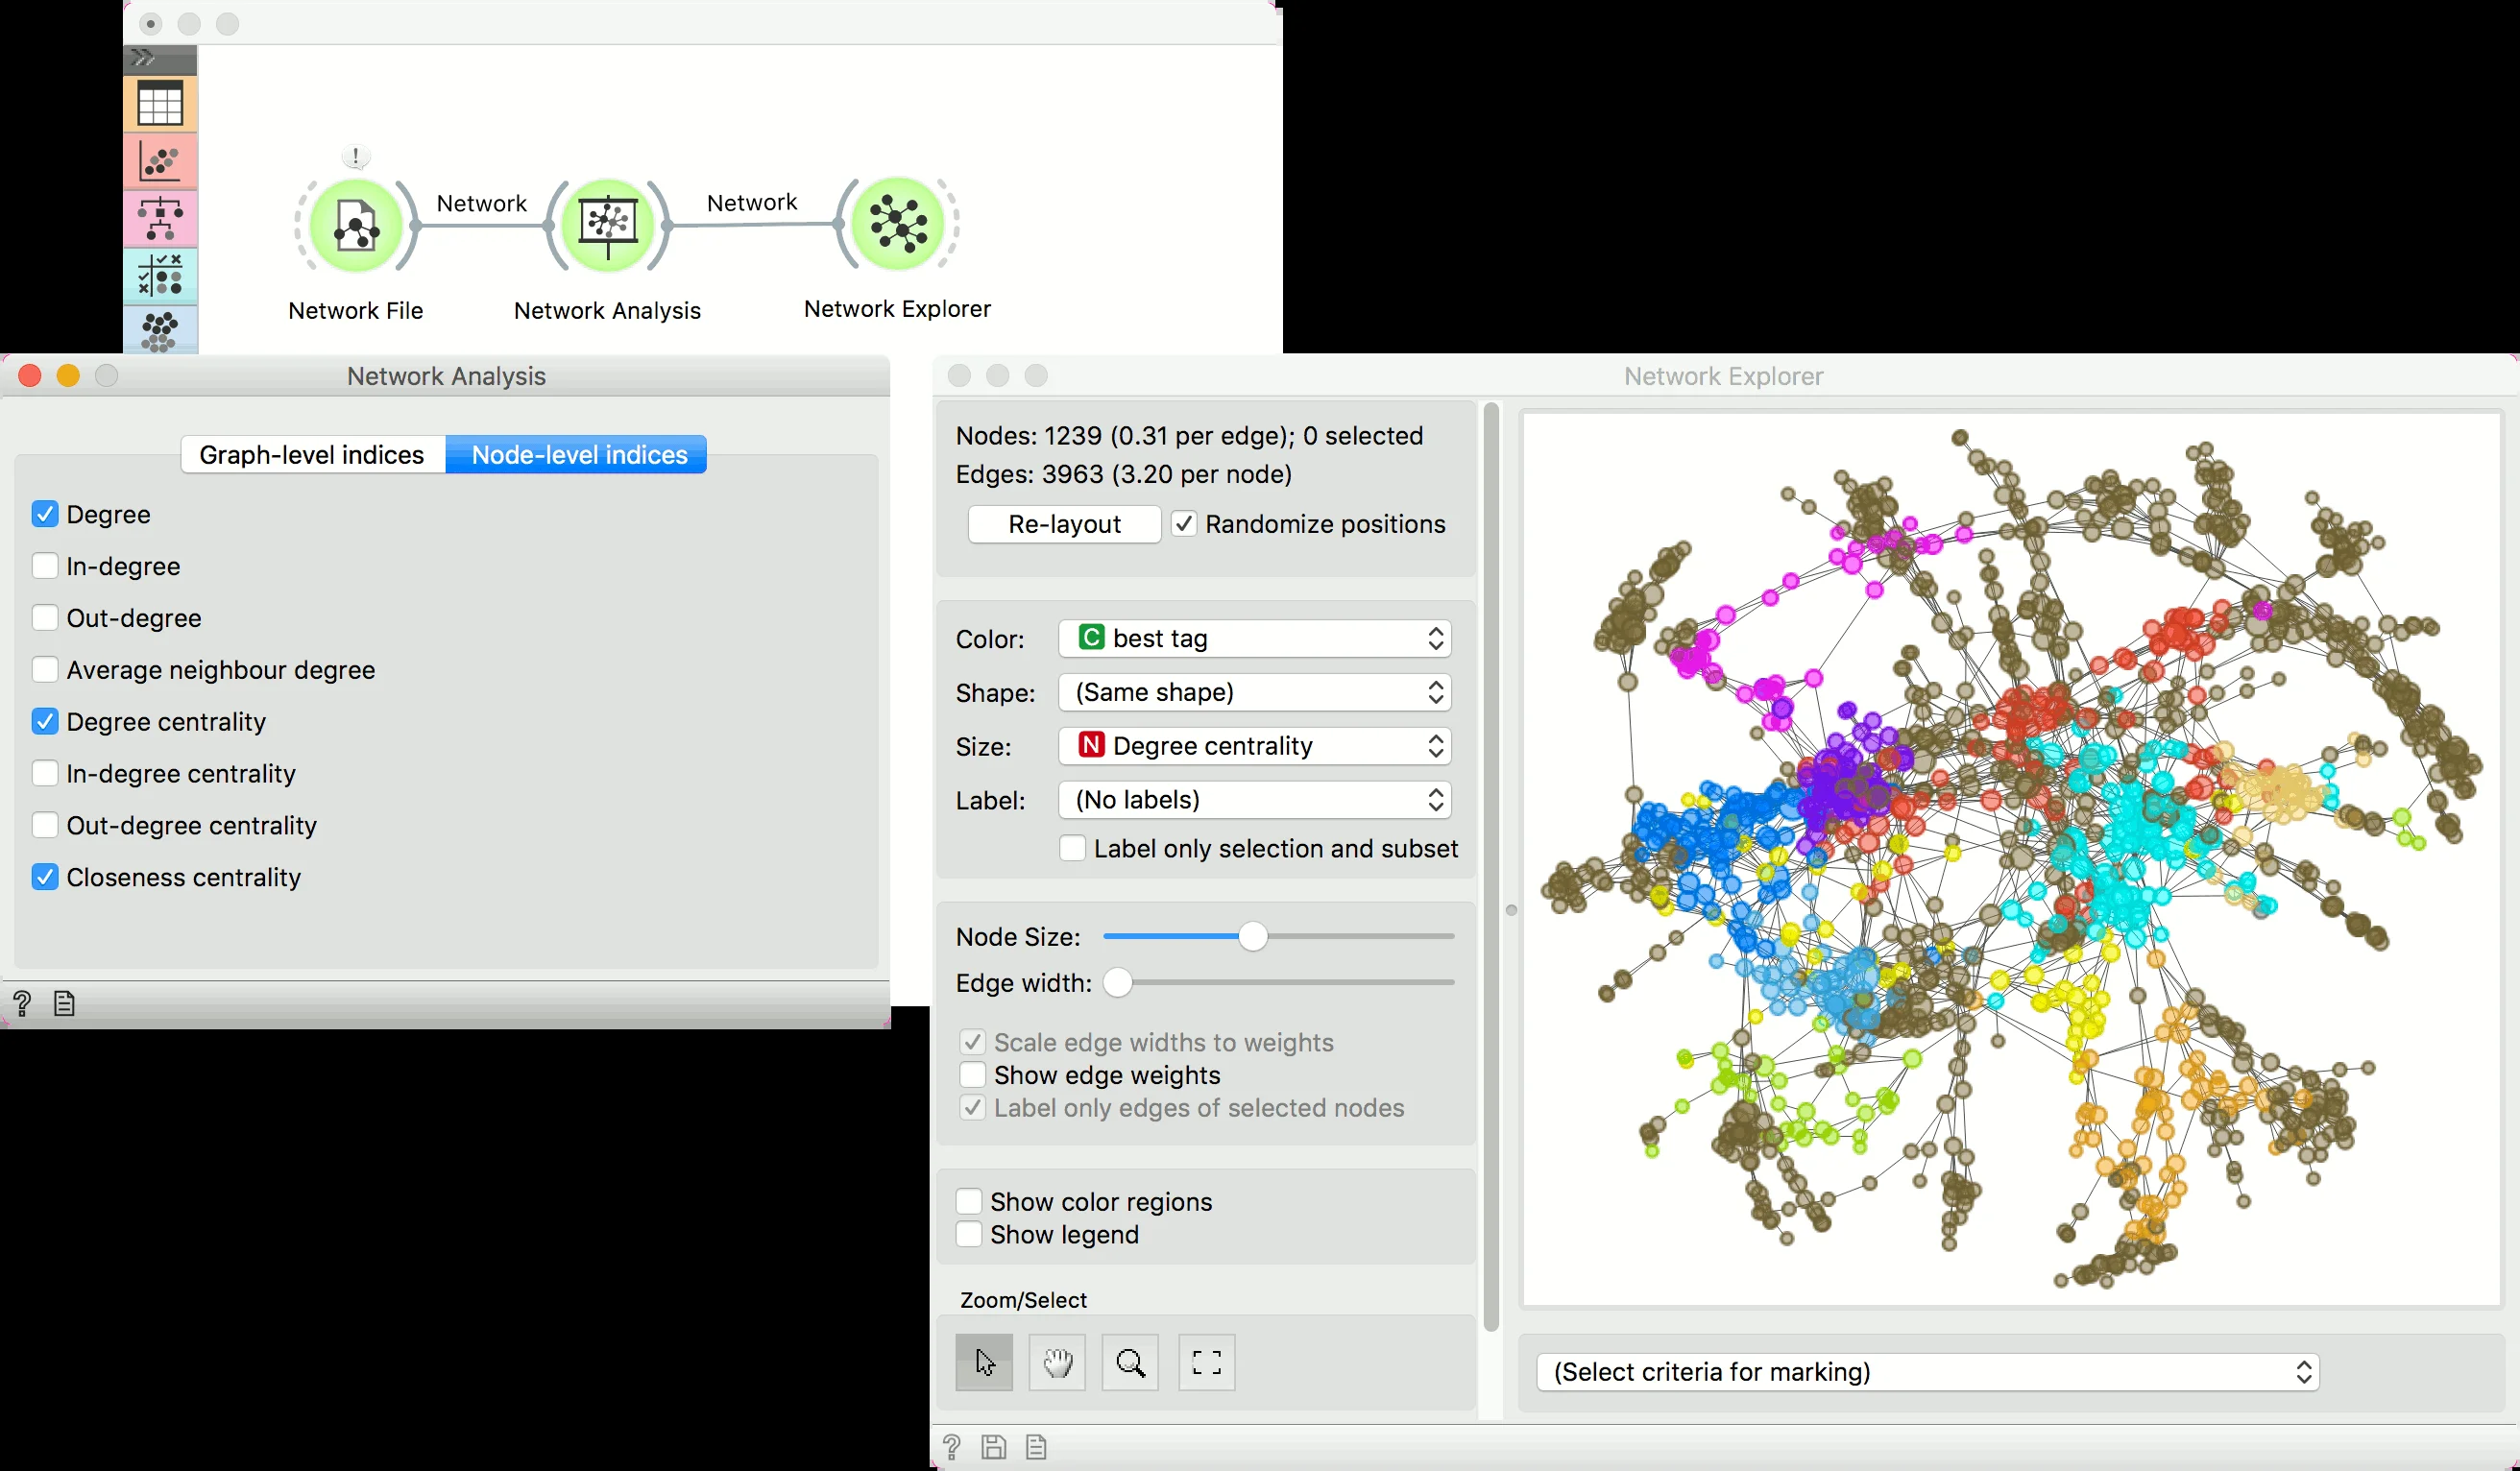 Network
Network
Network File
Network Analysis
Network Explorer
Network Analysis
Graph-level indices
Node-level indices
Degree
In-degree
Out-degree
Average neighbour degree
Degree centrality
In-degree centrality
Out-degree centrality
Closeness centrality
Network Explorer
Nodes: 1239 (0.31 per edge); 0 selected
Edges: 3963 (3.20 per node)
Re-layout
Randomize positions
Color: C best tag
Shape: (Same shape)
Size: N Degree centrality
Label: (No labels)
Label only selection and subset
Node Size:
Edge width:
Scale edge widths to weights
Show edge weights
Label only edges of selected nodes
Show color regions
Show legend
Zoom/Select
(Select criteria for marking)